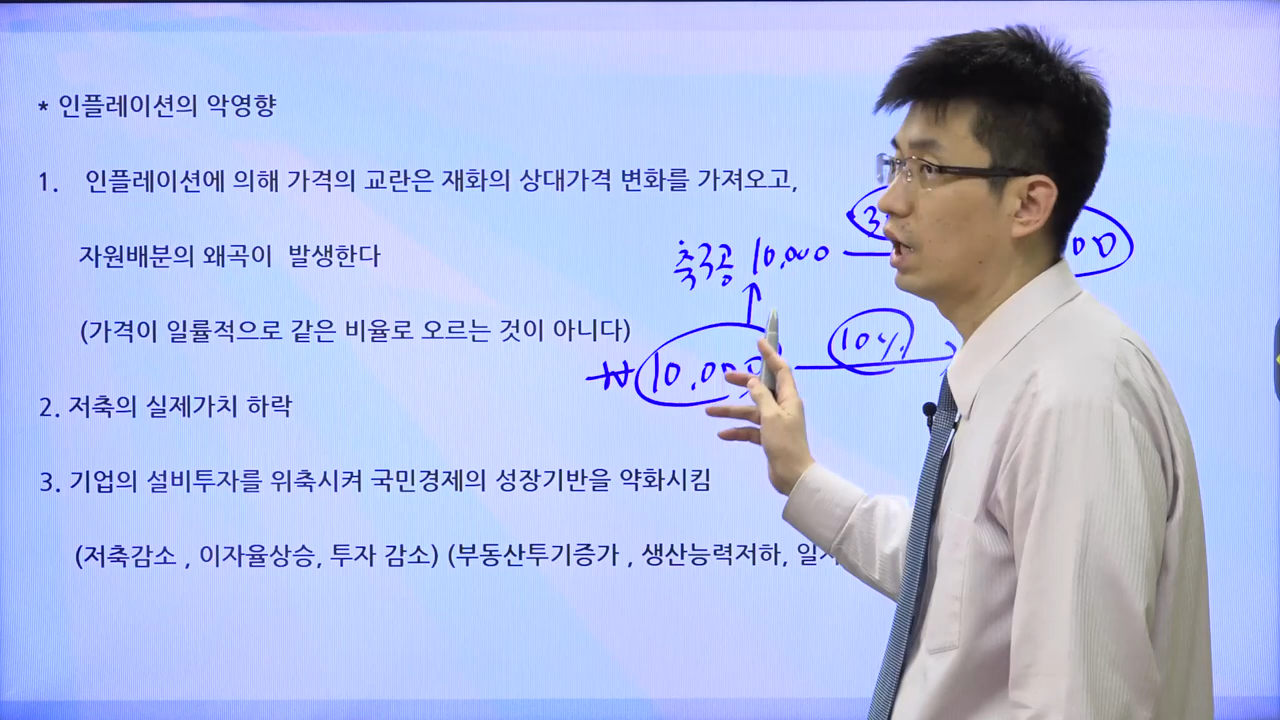 * 인플레이션의 악영향
1. 인플레이션에 의해 가격의 교란은 재화의 상대가격 변화를 가져오고,
자원배분의 왜곡이 발생한다
축구공 10,000
(가격이 일률적으로 같은 비율로 오르는 것이 아니다)
₩ 10,000 10%
2. 저축의 실제가치 하락
3. 기업의 설비투자를 위축시켜 국민경제의 성장기반을 약화시킴
(저축감소 , 이자율상승, 투자 감소) (부동산투기증가 , 생산능력저하,